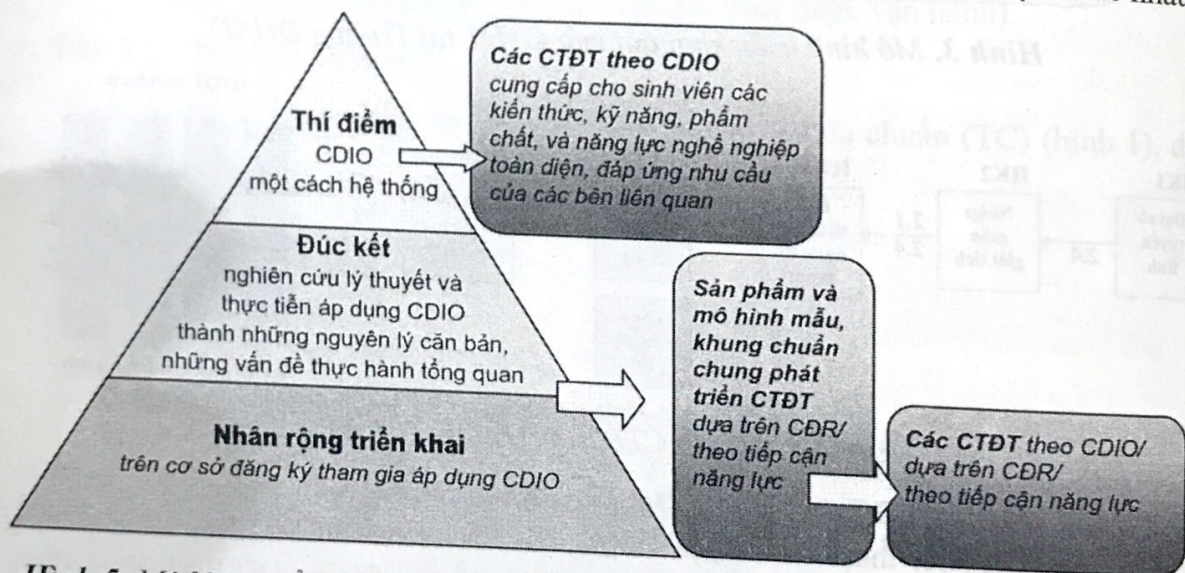 Thí điểm
CDIO
một cách hệ thống
Các CTĐT theo CDIO
cung cấp cho sinh viên các
kiến thức, kỹ năng, phẩm
chất, và năng lực nghề nghiệp
toàn diện, đáp ứng nhu cầu
của các bên liên quan
Đúc kết
nghiên cứu lý thuyết và
thực tiễn áp dụng CDIO
thành những nguyên lý căn bản,
những vấn đề thực hành tổng quan
Sản phẩm và
mô hình mẫu,
khung chuẩn
chung phát
triển CTĐT
dựa trên CĐR/
theo tiếp cận
năng lực
Nhân rộng triển khai
trên cơ sở đăng ký tham gia áp dụng CDIO
Các CTĐT theo CDIO/
dựa trên CĐR/
theo tiếp cận năng lực